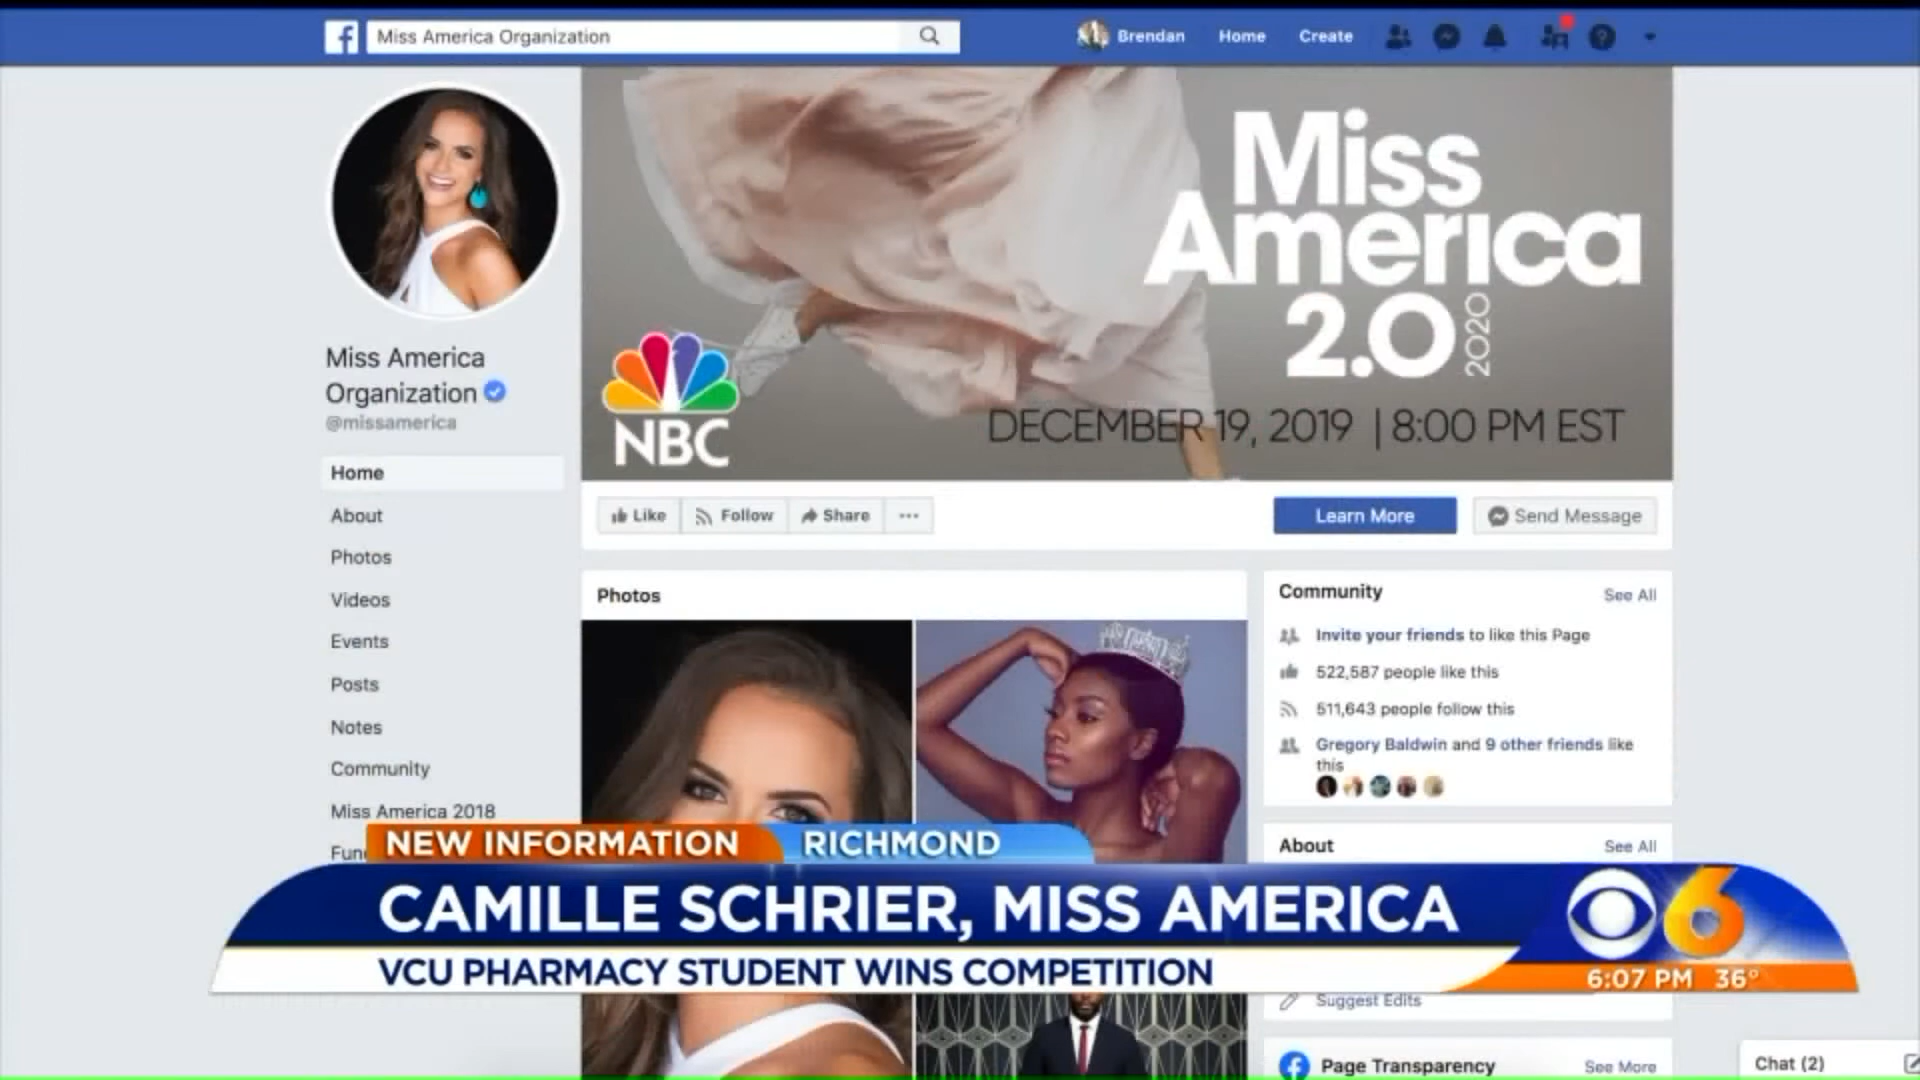 Miss America Organization
Brendan
Home
Create
Miss America
Organization
@missamerica
Home
About
Photos
Videos
Events
Posts
Notes
Community
Miss America 2018
Miss
America
2.0 2020
NBC
DECEMBER 19, 2019 | 8:00 PM EST
Like
Follow
Share
Learn More
Send Message
Photos
Community
See All
Invite your friends to like this Page
522,587 people like this
511,643 people follow this
Gregory Baldwin and 9 other friends like
this
About
See All
Suggest Edits
Page Transparency
See More
Chat (2)
NEW INFORMATION
RICHMOND
CAMILLE SCHRIER, MISS AMERICA
VCU PHARMACY STUDENT WINS COMPETITION
6
6:07 PM 36°